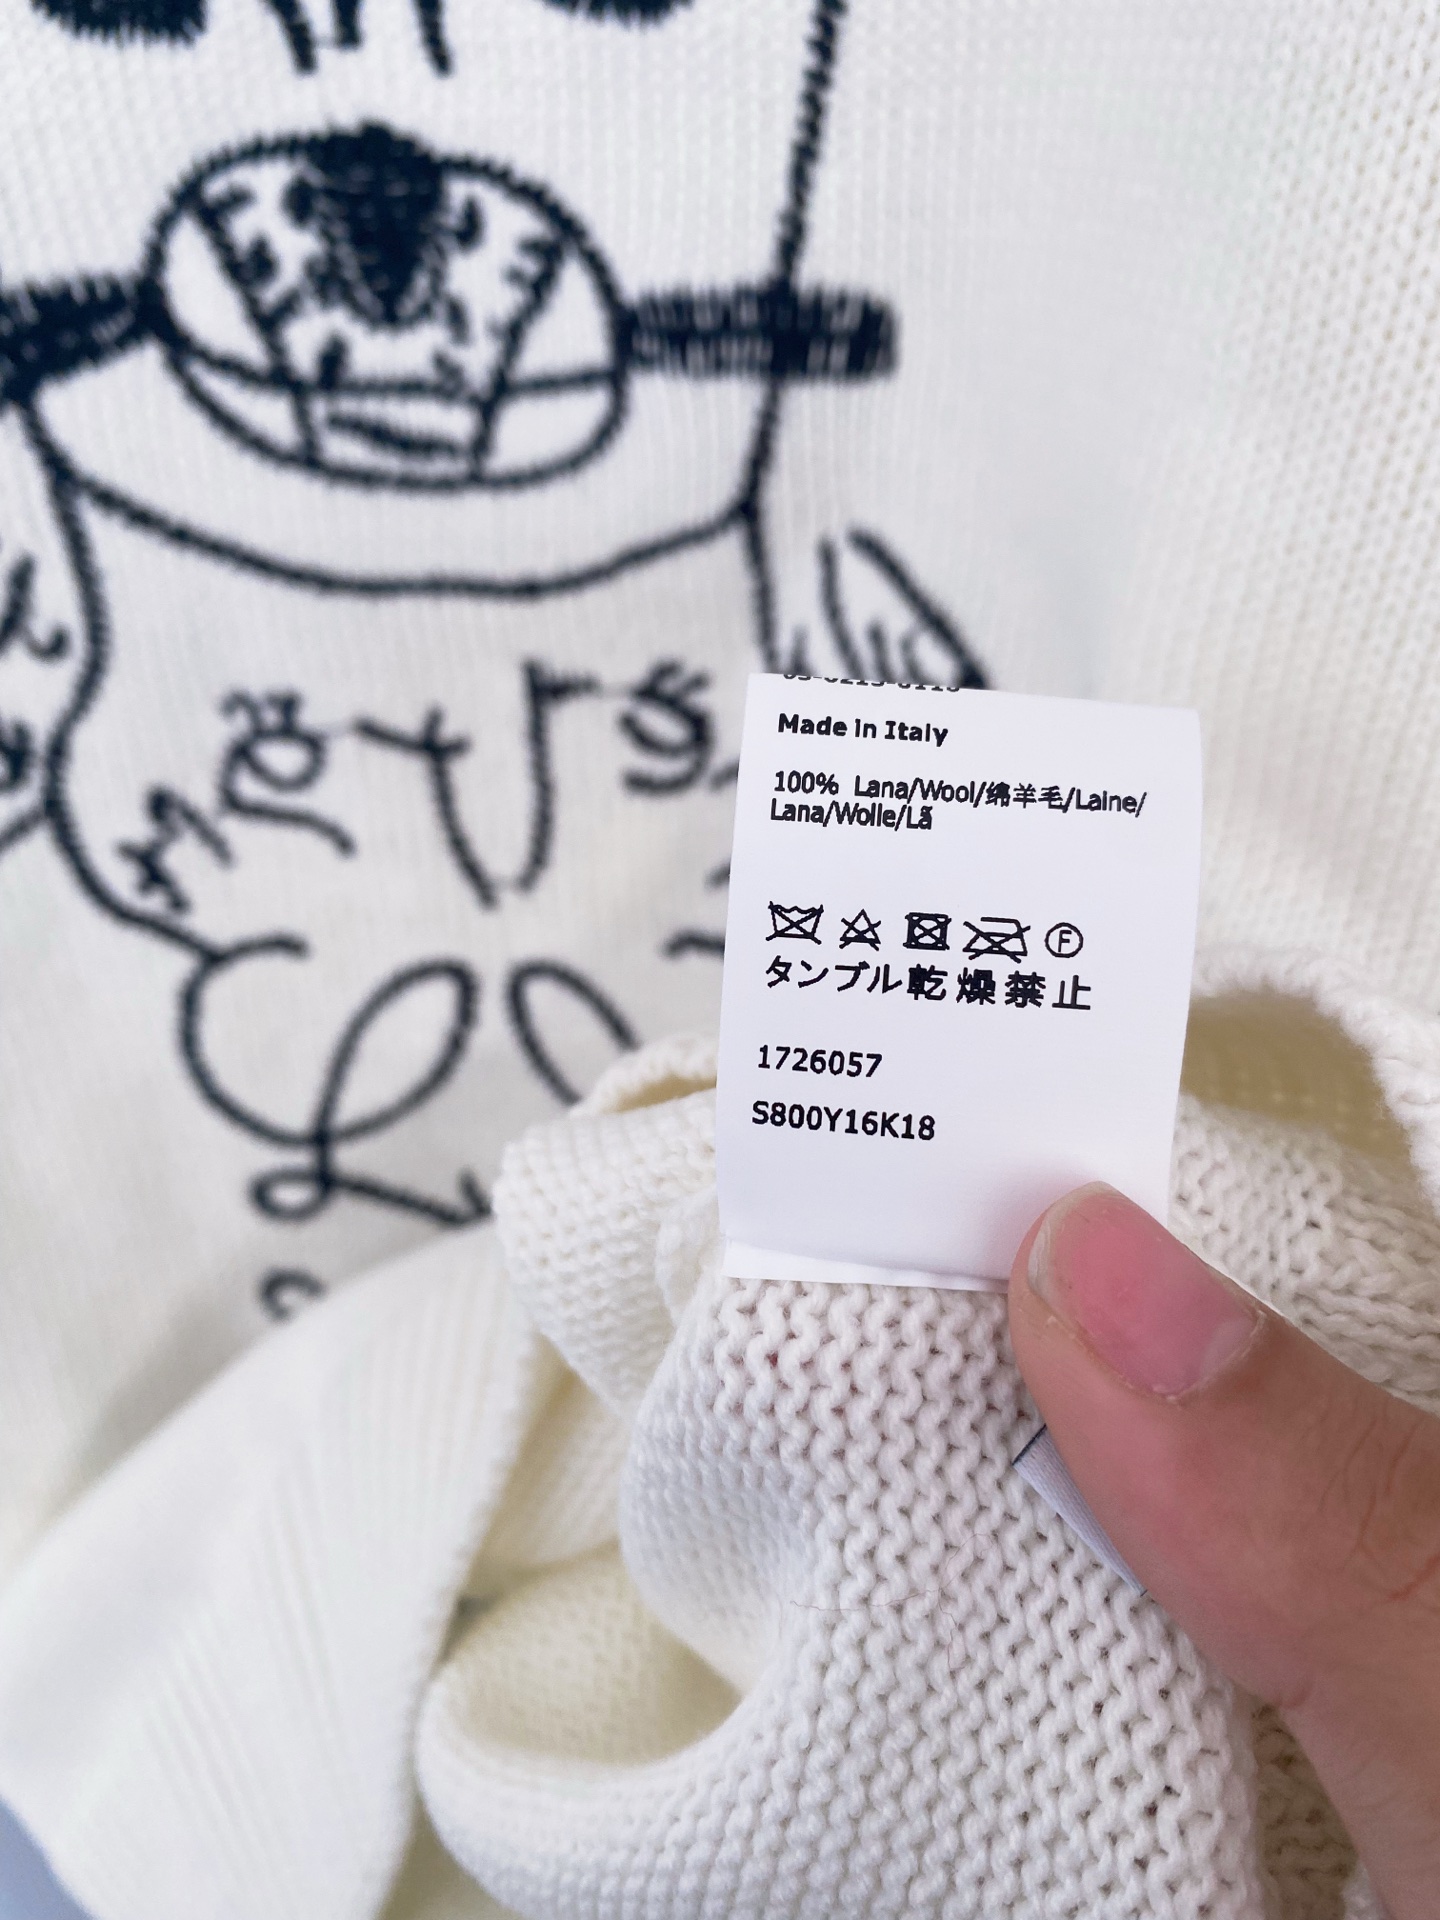 Made in Italy
100% Lana/Wool/绵羊毛/Laine/
Lana/Wolle/Lã
F
タンブル乾燥禁止
1726057
S800Y16K18